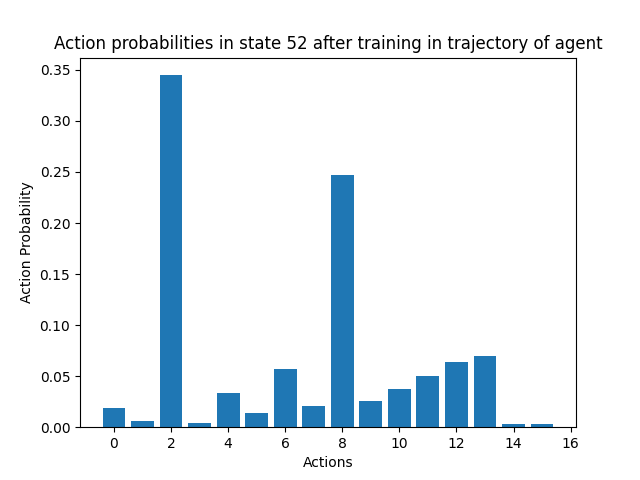 Action probabilities in state 52 after training in trajectory of agent
0.35
0.30
0.25
0.20
0.15
0.10
0.05
0.00
Action Probability
0 2 4 6 8 10 12 14 16
Actions